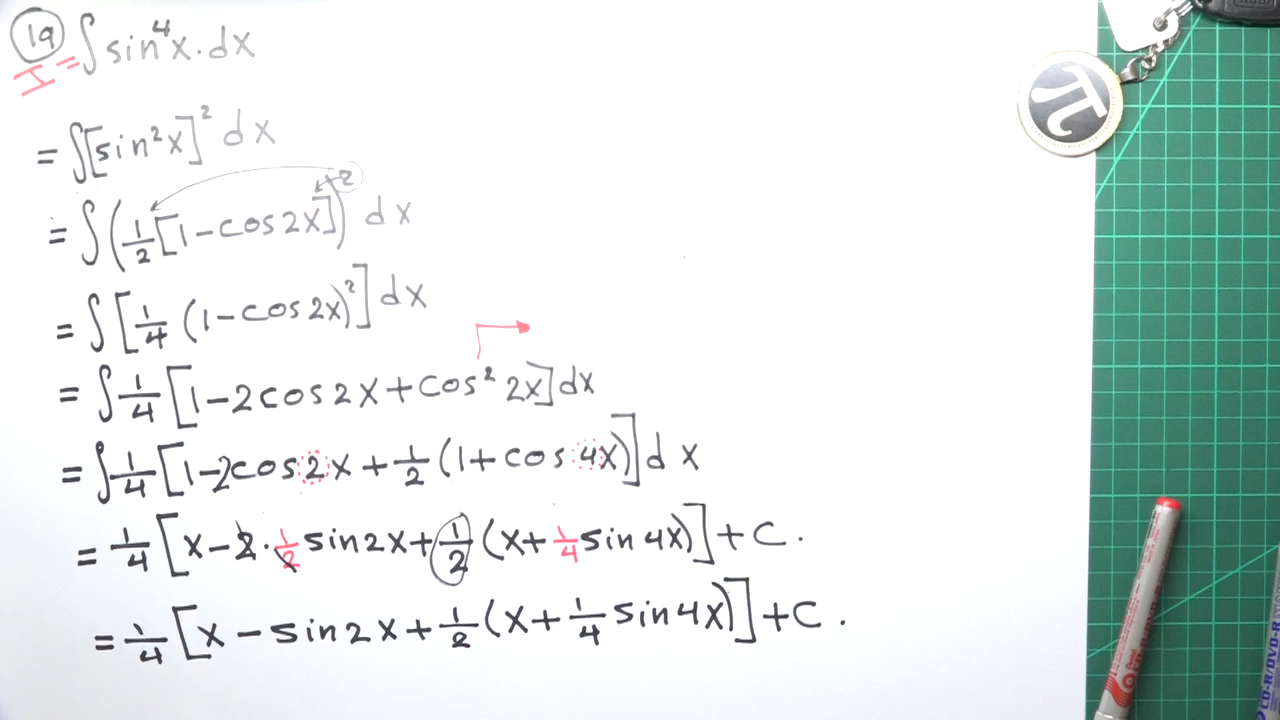 19 I = ∫ sin⁴x · dx
= ∫[sin²x]² dx
= ∫(1/2 [1 - cos 2x])² dx
= ∫[1/4 (1 - cos 2x)²] dx
= ∫ 1/4 [1 - 2cos 2x + cos² 2x] dx
= ∫ 1/4 [1 - 2cos 2x + 1/2 (1 + cos 4x)] dx
= 1/4 [x - 2 · 1/2 sin 2x + 1/2 (x + 1/4 sin 4x)] + C.
= 1/4 [x - sin 2x + 1/2 (x + 1/4 sin 4x)] + C.
π
Pentel
CD-R/DVD-R